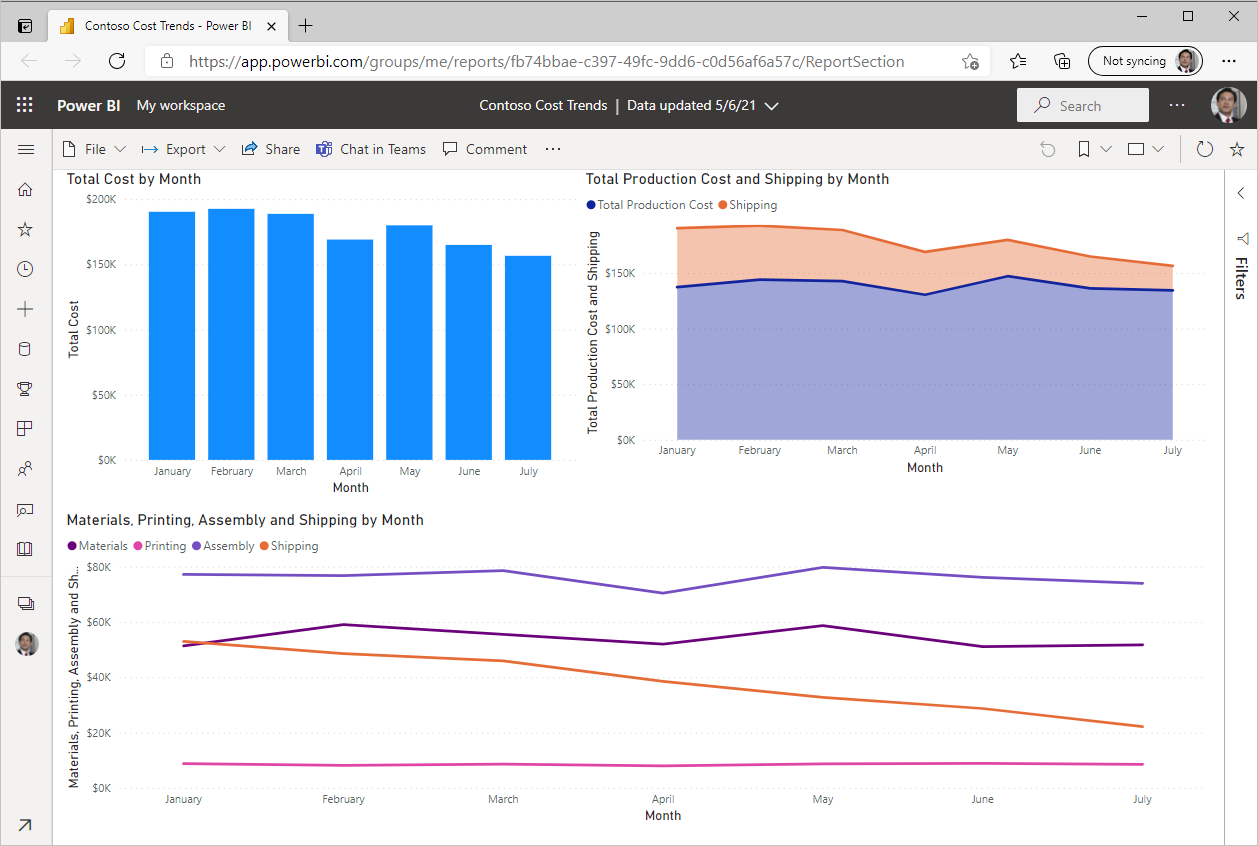 Contoso Cost Trends - Power BI
https://app.powerbi.com/groups/me/reports/fb74bbae-c397-49fc-9dd6-c0d56af6a57c/ReportSection
Not syncing
Power BI My workspace
Contoso Cost Trends | Data updated 5/6/21
Search
File Export Share Chat in Teams Comment
Total Cost by Month
$200K
$150K
$100K
$50K
$0K
Total Cost
January February March April May June July
Month
Total Production Cost and Shipping by Month
Total Production Cost Shipping
$150K
$100K
$50K
$0K
Total Production Cost and Shipping
January February March April May June July
Month
Filters
Materials, Printing, Assembly and Shipping by Month
Materials Printing Assembly Shipping
$80K
$60K
$40K
$20K
$0K
Materials, Printing, Assembly and Sh...
January February March April May June July
Month